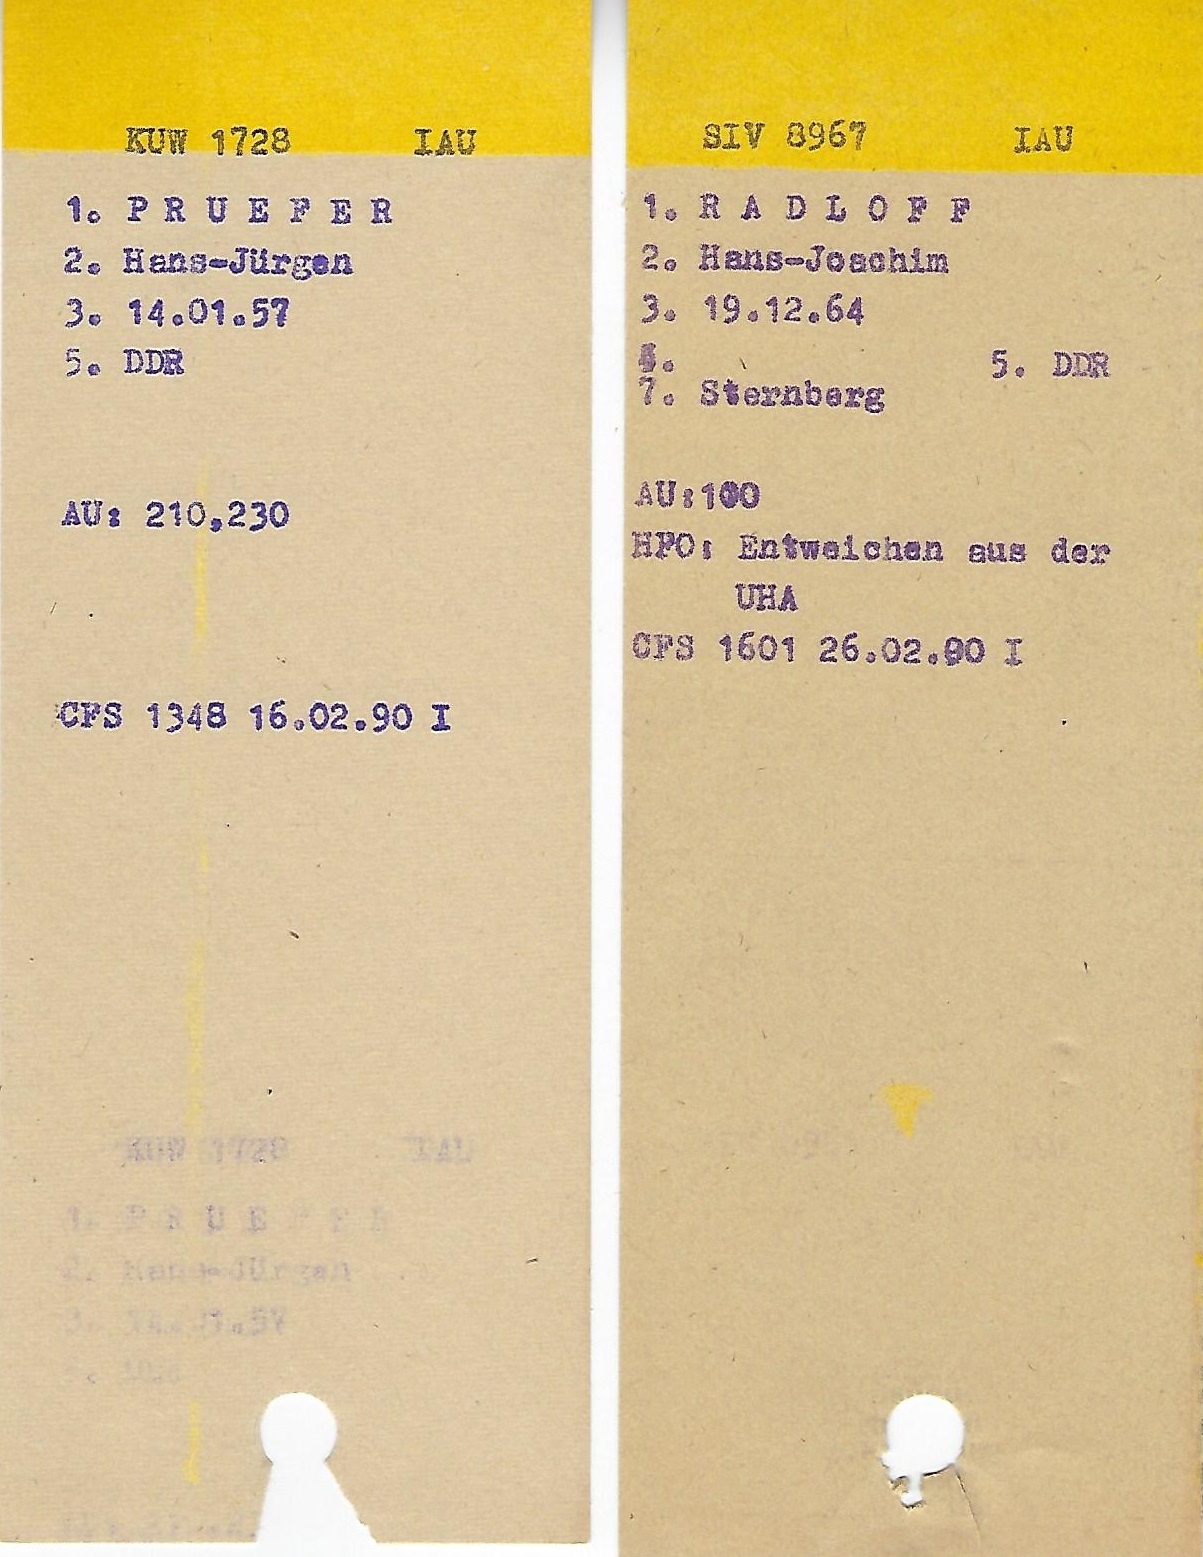 KUW 1728 IAU
1. P R U E F E R
2. Hans-Jürgen
3. 14.01.57
5. DDR
AU: 210,230
CFS 1348 16.02.90 I
KUW 1728 IAU
1. P R U E F E R
2. Hans-Jürgen
SIV 8967 IAU
1. R A D L O F F
2. Hans-Joachim
3. 19.12.64
5. DDR
7. Sternberg
AU:100
HPO: Entweichen aus der
UHA
CFS 1601 26.02.90 I